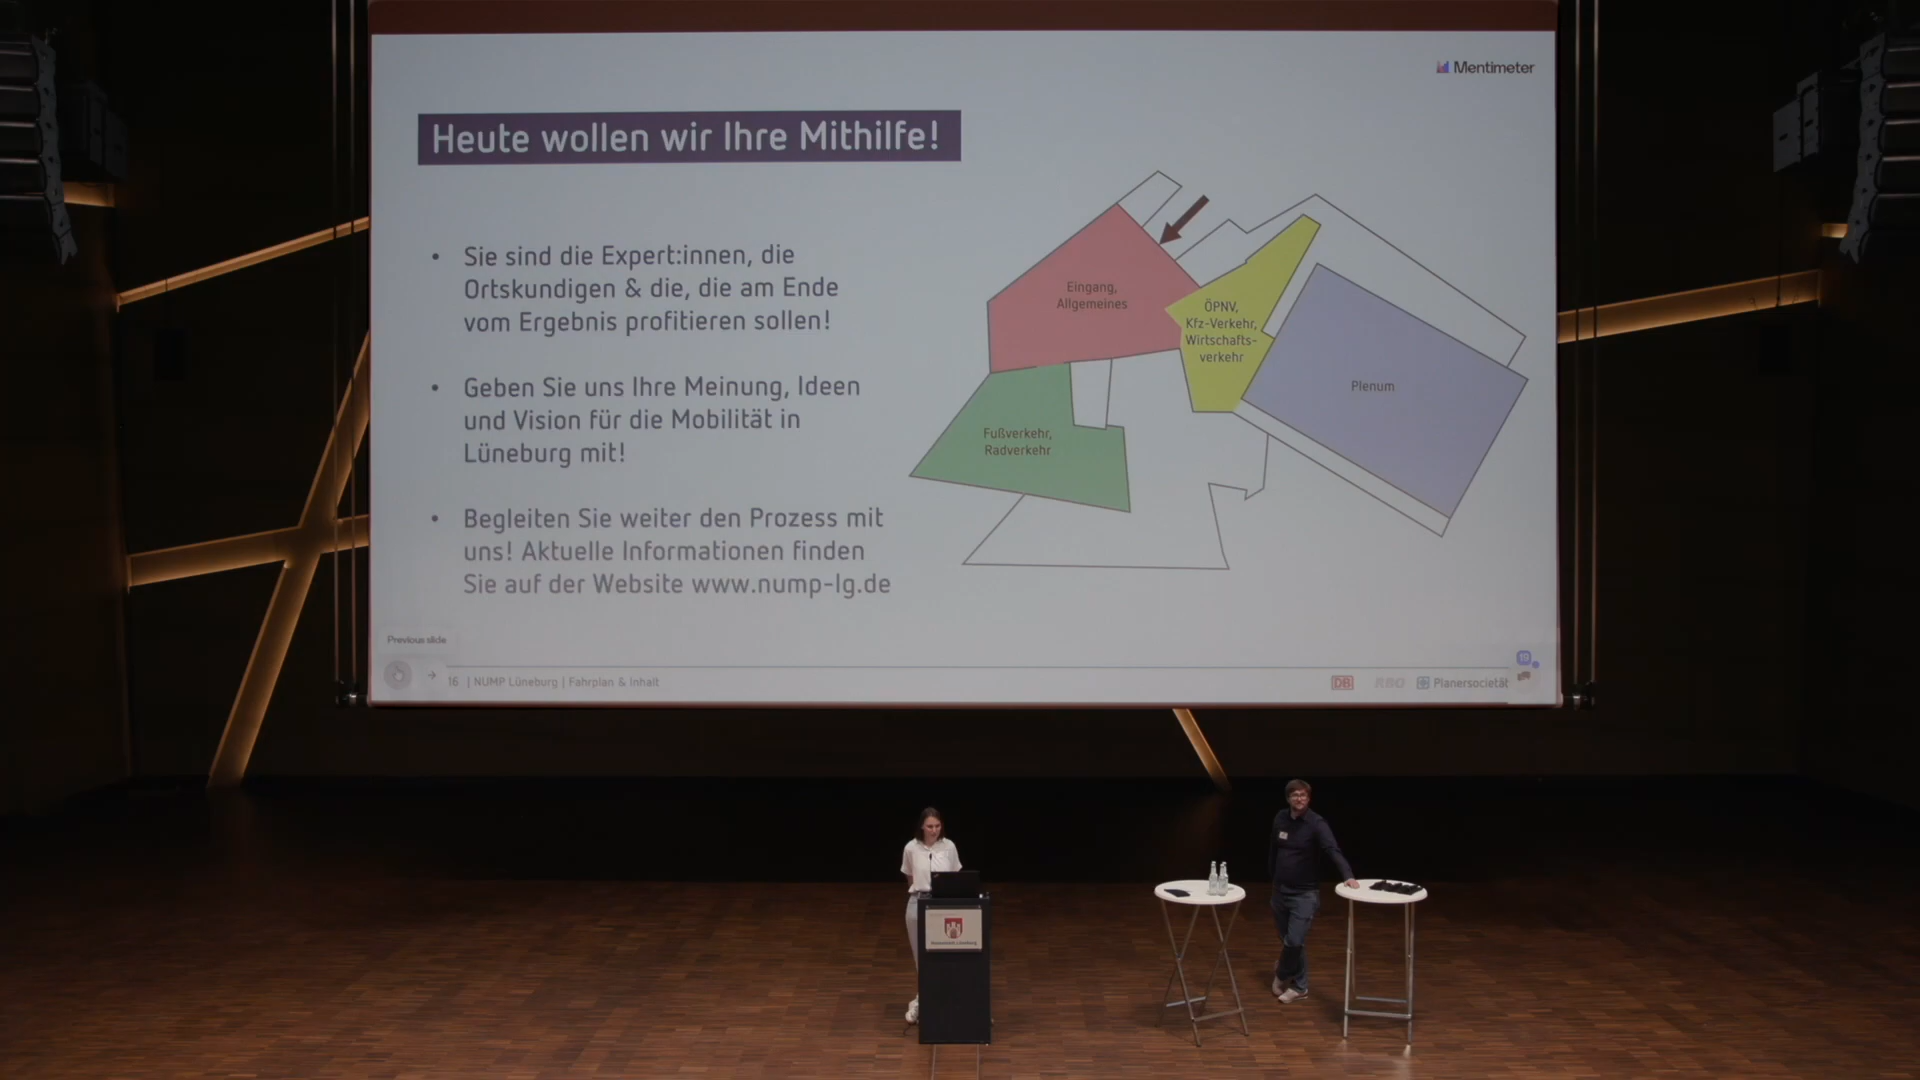 Mentimeter
Heute wollen wir Ihre Mithilfe!
• Sie sind die Expert:innen, die
Ortskundigen & die, die am Ende
vom Ergebnis profitieren sollen!
• Geben Sie uns Ihre Meinung, Ideen
und Vision für die Mobilität in
Lüneburg mit!
• Begleiten Sie weiter den Prozess mit
uns! Aktuelle Informationen finden
Sie auf der Website www.nump-lg.de
Eingang,
Allgemeines
ÖPNV,
Kfz-Verkehr,
Wirtschafts-
verkehr
Plenum
Fußverkehr,
Radverkehr
Previous slide
16 | NUMP Lüneburg | Fahrplan & Inhalt
DB
RBO
Planersocietät
Hansestadt Lüneburg